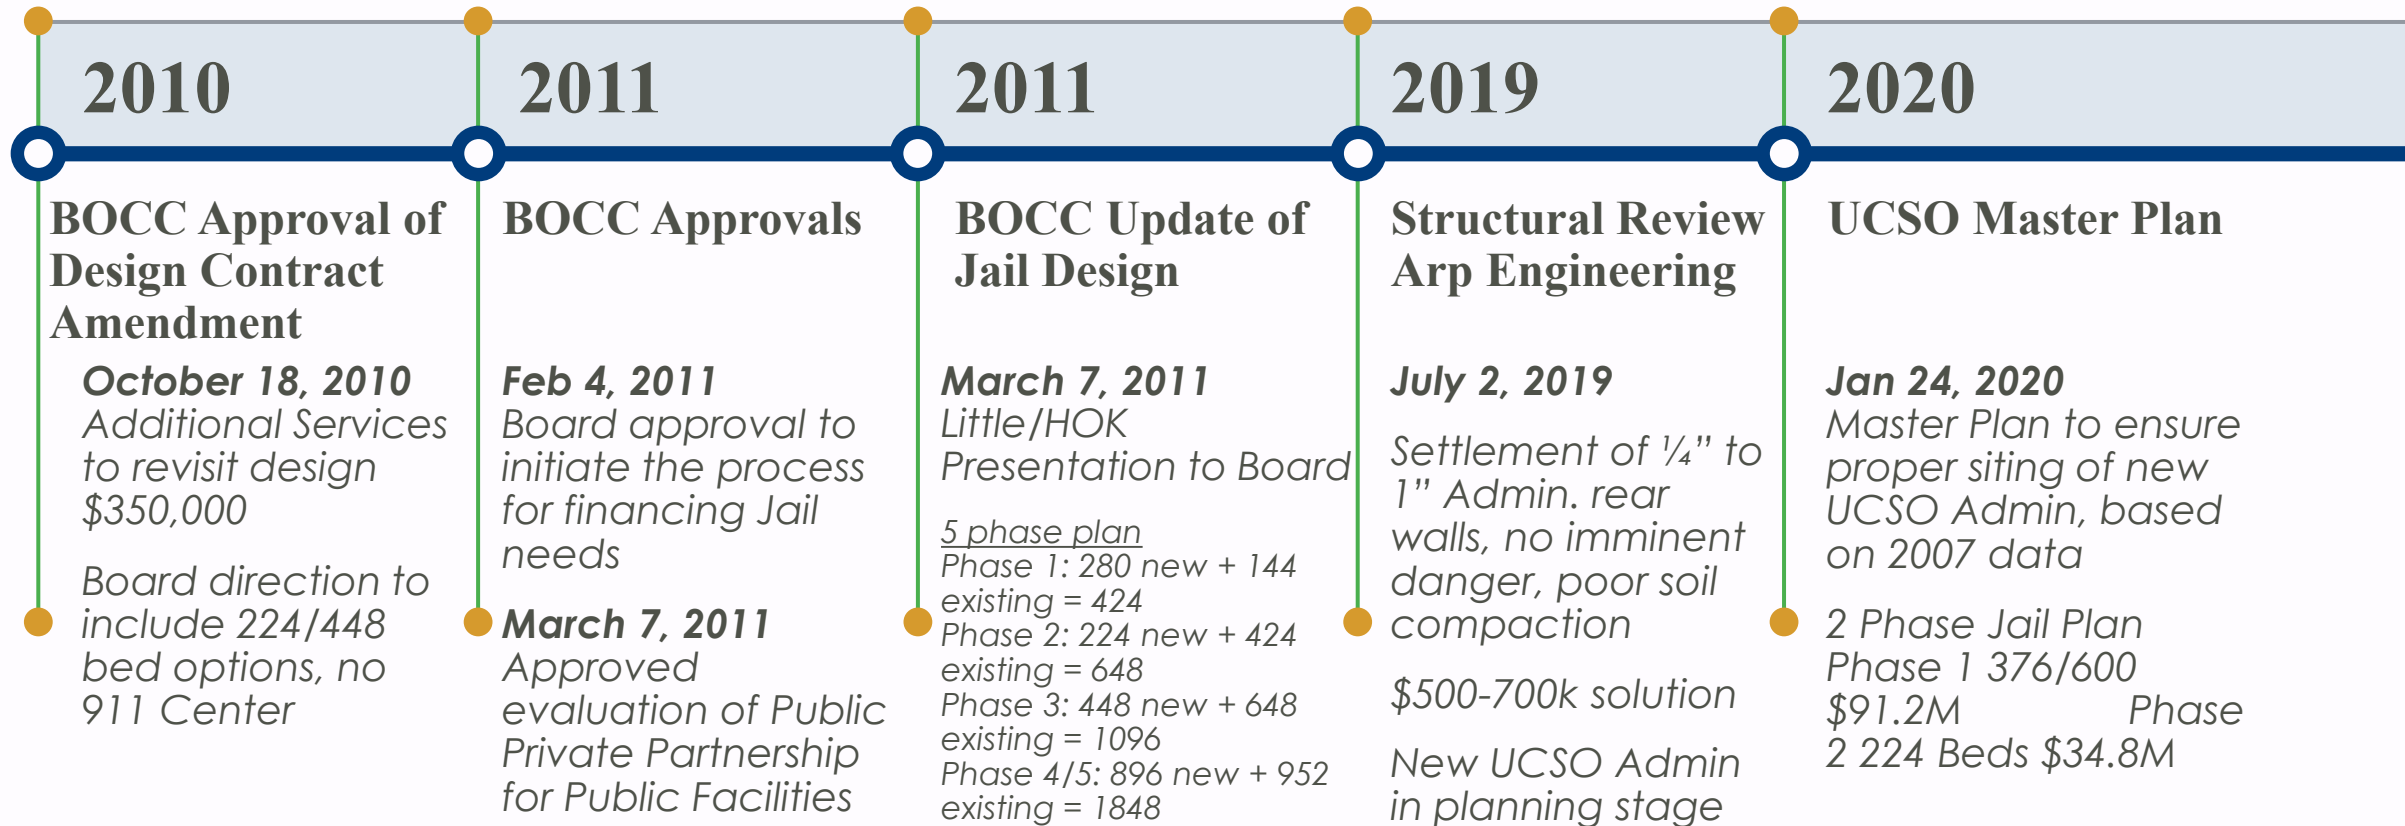 2010
BOCC Approval of
Design Contract
Amendment
October 18, 2010
Additional Services
to revisit design
$350,000
Board direction to
include 224/448
bed options, no
911 Center
2011
BOCC Approvals
Feb 4, 2011
Board approval to
initiate the process
for financing Jail
needs
March 7, 2011
Approved
evaluation of Public
Private Partnership
for Public Facilities
2011
BOCC Update of
Jail Design
March 7, 2011
Little/HOK
Presentation to Board
5 phase plan
Phase 1: 280 new + 144
existing = 424
Phase 2: 224 new + 424
existing = 648
Phase 3: 448 new + 648
existing = 1096
Phase 4/5: 896 new + 952
existing = 1848
2019
Structural Review
Arp Engineering
July 2, 2019
Settlement of ¼” to
1” Admin. rear
walls, no imminent
danger, poor soil
compaction
$500-700k solution
New UCSO Admin
in planning stage
2020
UCSO Master Plan
Jan 24, 2020
Master Plan to ensure
proper siting of new
UCSO Admin, based
on 2007 data
2 Phase Jail Plan
Phase 1 376/600
$91.2M Phase
2 224 Beds $34.8M